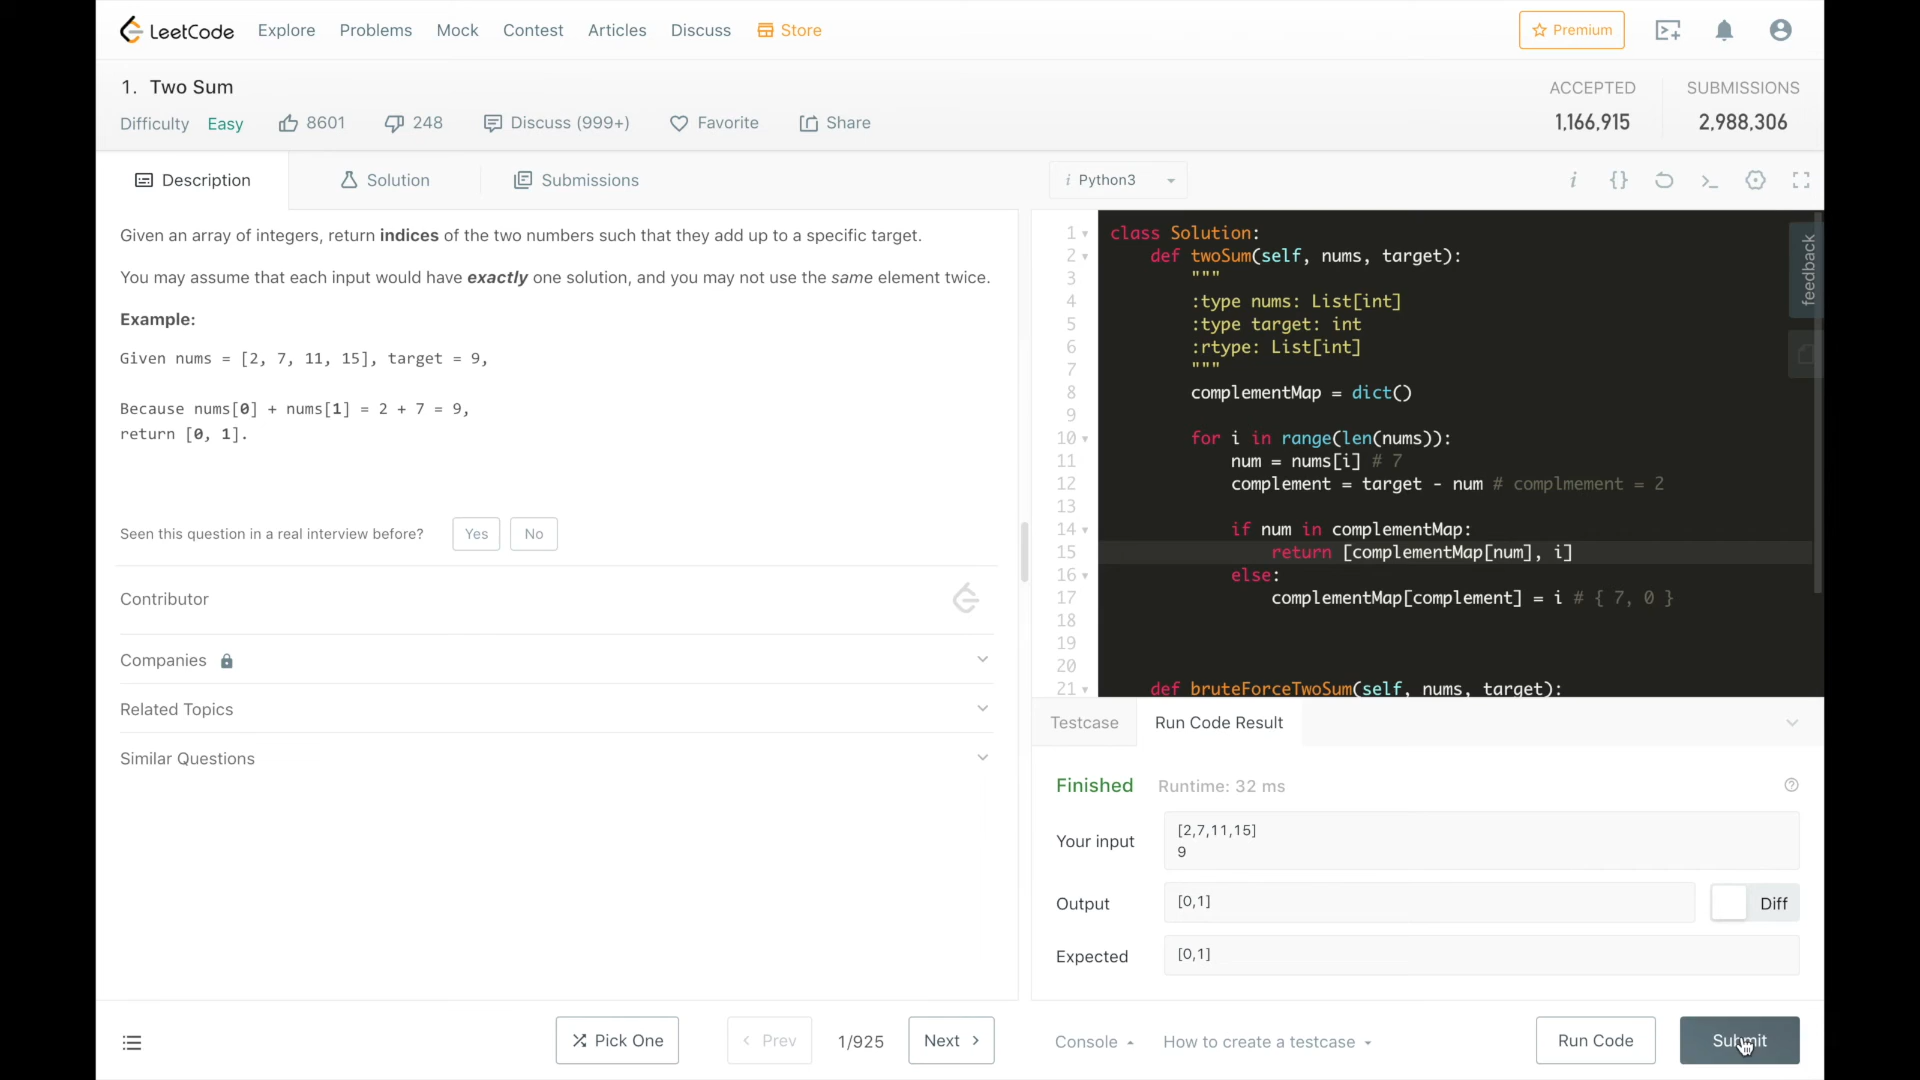 LeetCode Explore Problems Mock Contest Articles Discuss Store Premium
1. Two Sum
ACCEPTED SUBMISSIONS
Difficulty Easy 8601 248 Discuss (999+) Favorite Share
1,166,915 2,988,306
Description Solution Submissions
i Python3
i {} >_
Given an array of integers, return indices of the two numbers such that they add up to a specific target.
You may assume that each input would have exactly one solution, and you may not use the same element twice.
Example:
Given nums = [2, 7, 11, 15], target = 9,
Because nums[0] + nums[1] = 2 + 7 = 9,
return [0, 1].
Seen this question in a real interview before? Yes No
Contributor
Companies
Related Topics
Similar Questions
1 class Solution:
2 def twoSum(self, nums, target):
3 """
4 :type nums: List[int]
5 :type target: int
6 :rtype: List[int]
7 """
8 complementMap = dict()
9
10 for i in range(len(nums)):
11 num = nums[i] # 7
12 complement = target - num # complmement = 2
13
14 if num in complementMap:
15 return [complementMap[num], i]
16 else:
17 complementMap[complement] = i # { 7, 0 }
18
19
20
21 def bruteForceTwoSum(self, nums, target):
feedback
Testcase Run Code Result
Finished Runtime: 32 ms
Your input
[2,7,11,15]
9
Output [0,1] Diff
Expected [0,1]
Pick One Prev 1/925 Next
Console How to create a testcase Run Code Submit